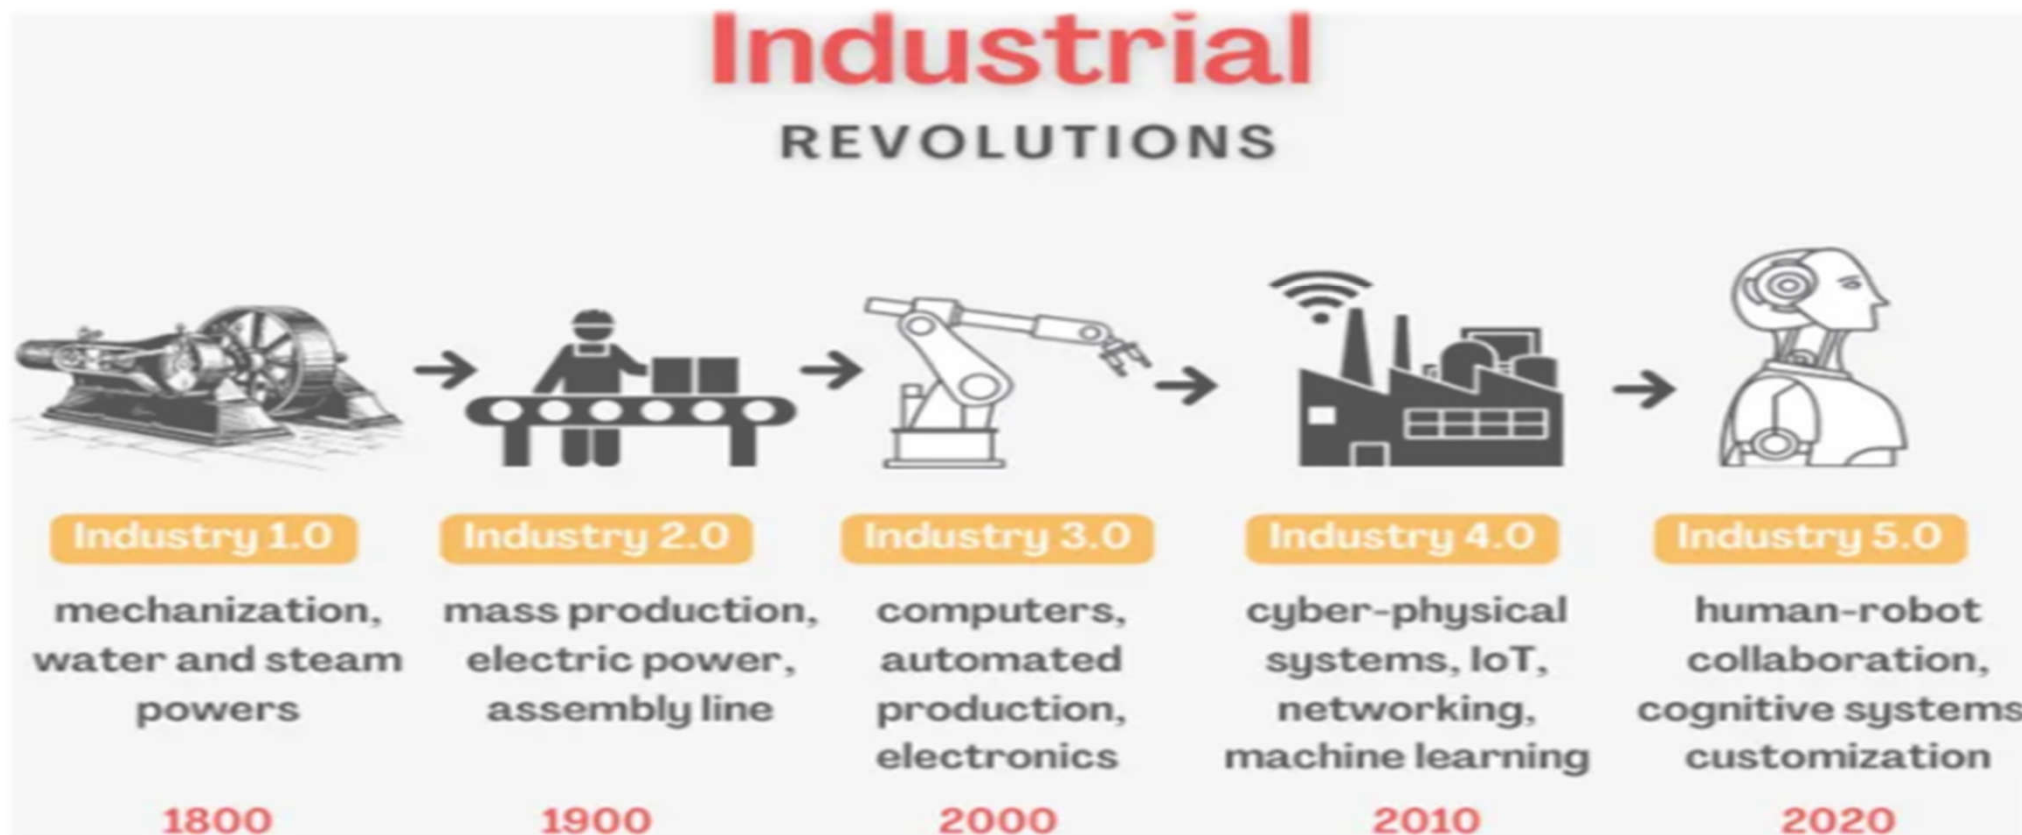 Industrial
REVOLUTIONS
Industry 1.0
mechanization,
water and steam
powers
1800
Industry 2.0
mass production,
electric power,
assembly line
1900
Industry 3.0
computers,
automated
production,
electronics
2000
Industry 4.0
cyber-physical
systems, IoT,
networking,
machine learning
2010
Industry 5.0
human-robot
collaboration,
cognitive systems
customization
2020